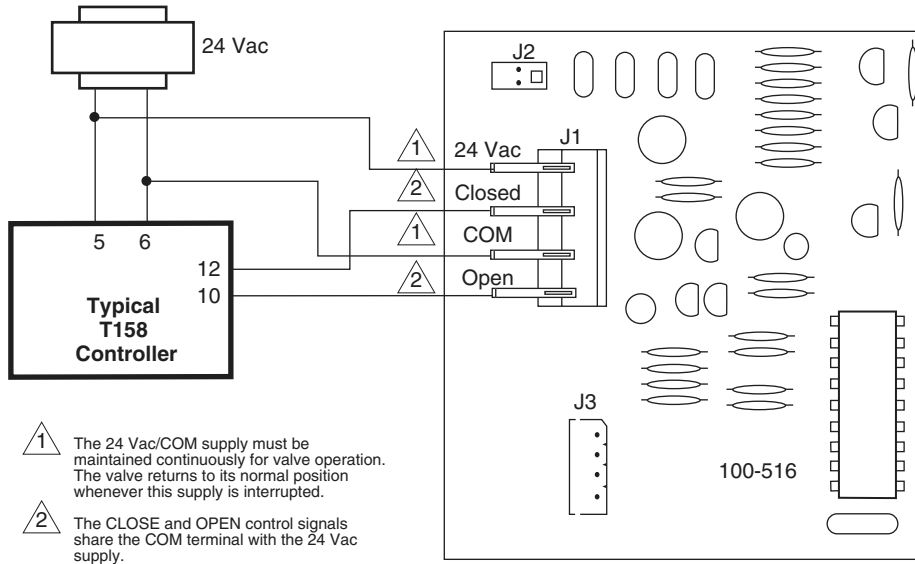 24 Vac
J2
1
24 Vac
J1
2
Closed
1
COM
2
Open
5 6
12
10
Typical
T158
Controller
J3
100-516
1
The 24 Vac/COM supply must be
maintained continuously for valve operation.
The valve returns to its normal position
whenever this supply is interrupted.
2
The CLOSE and OPEN control signals
share the COM terminal with the 24 Vac
supply.